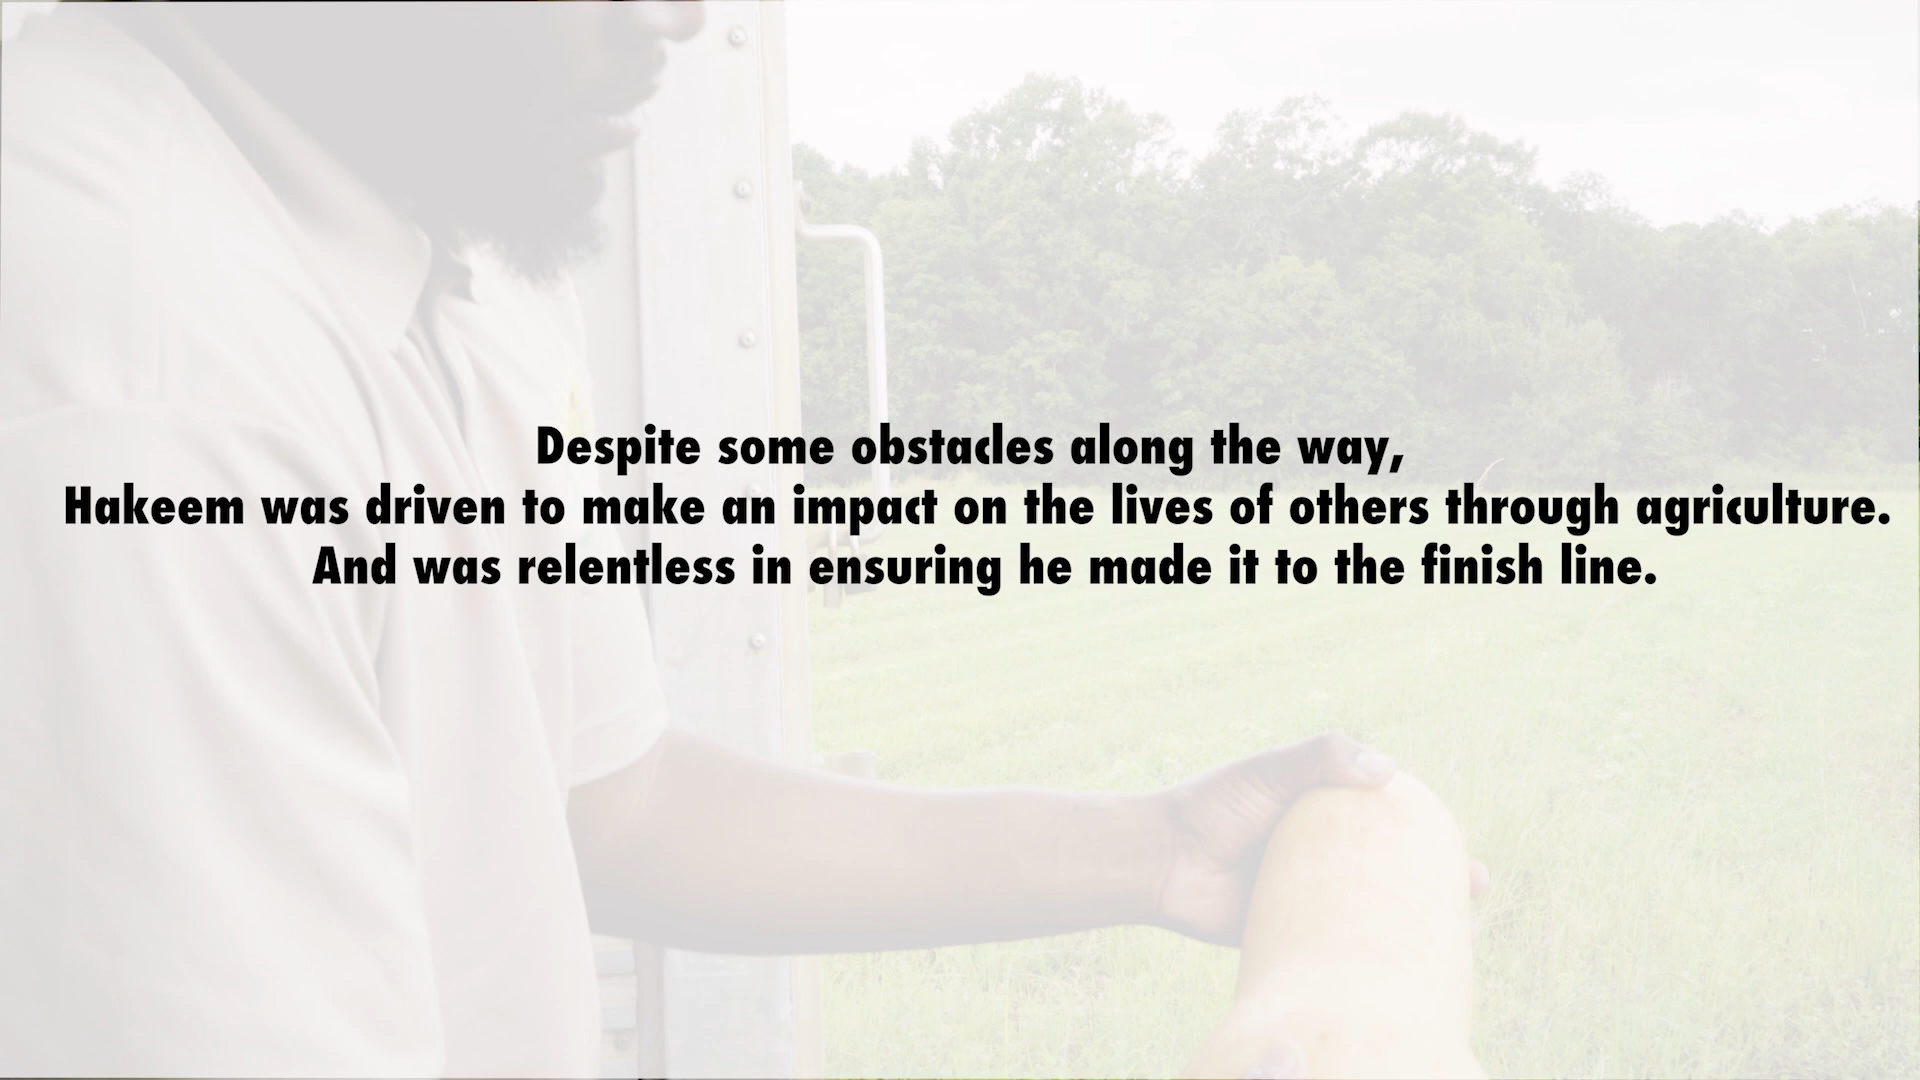 Despite some obstacles along the way,
Hakeem was driven to make an impact on the lives of others through agriculture.
And was relentless in ensuring he made it to the finish line.